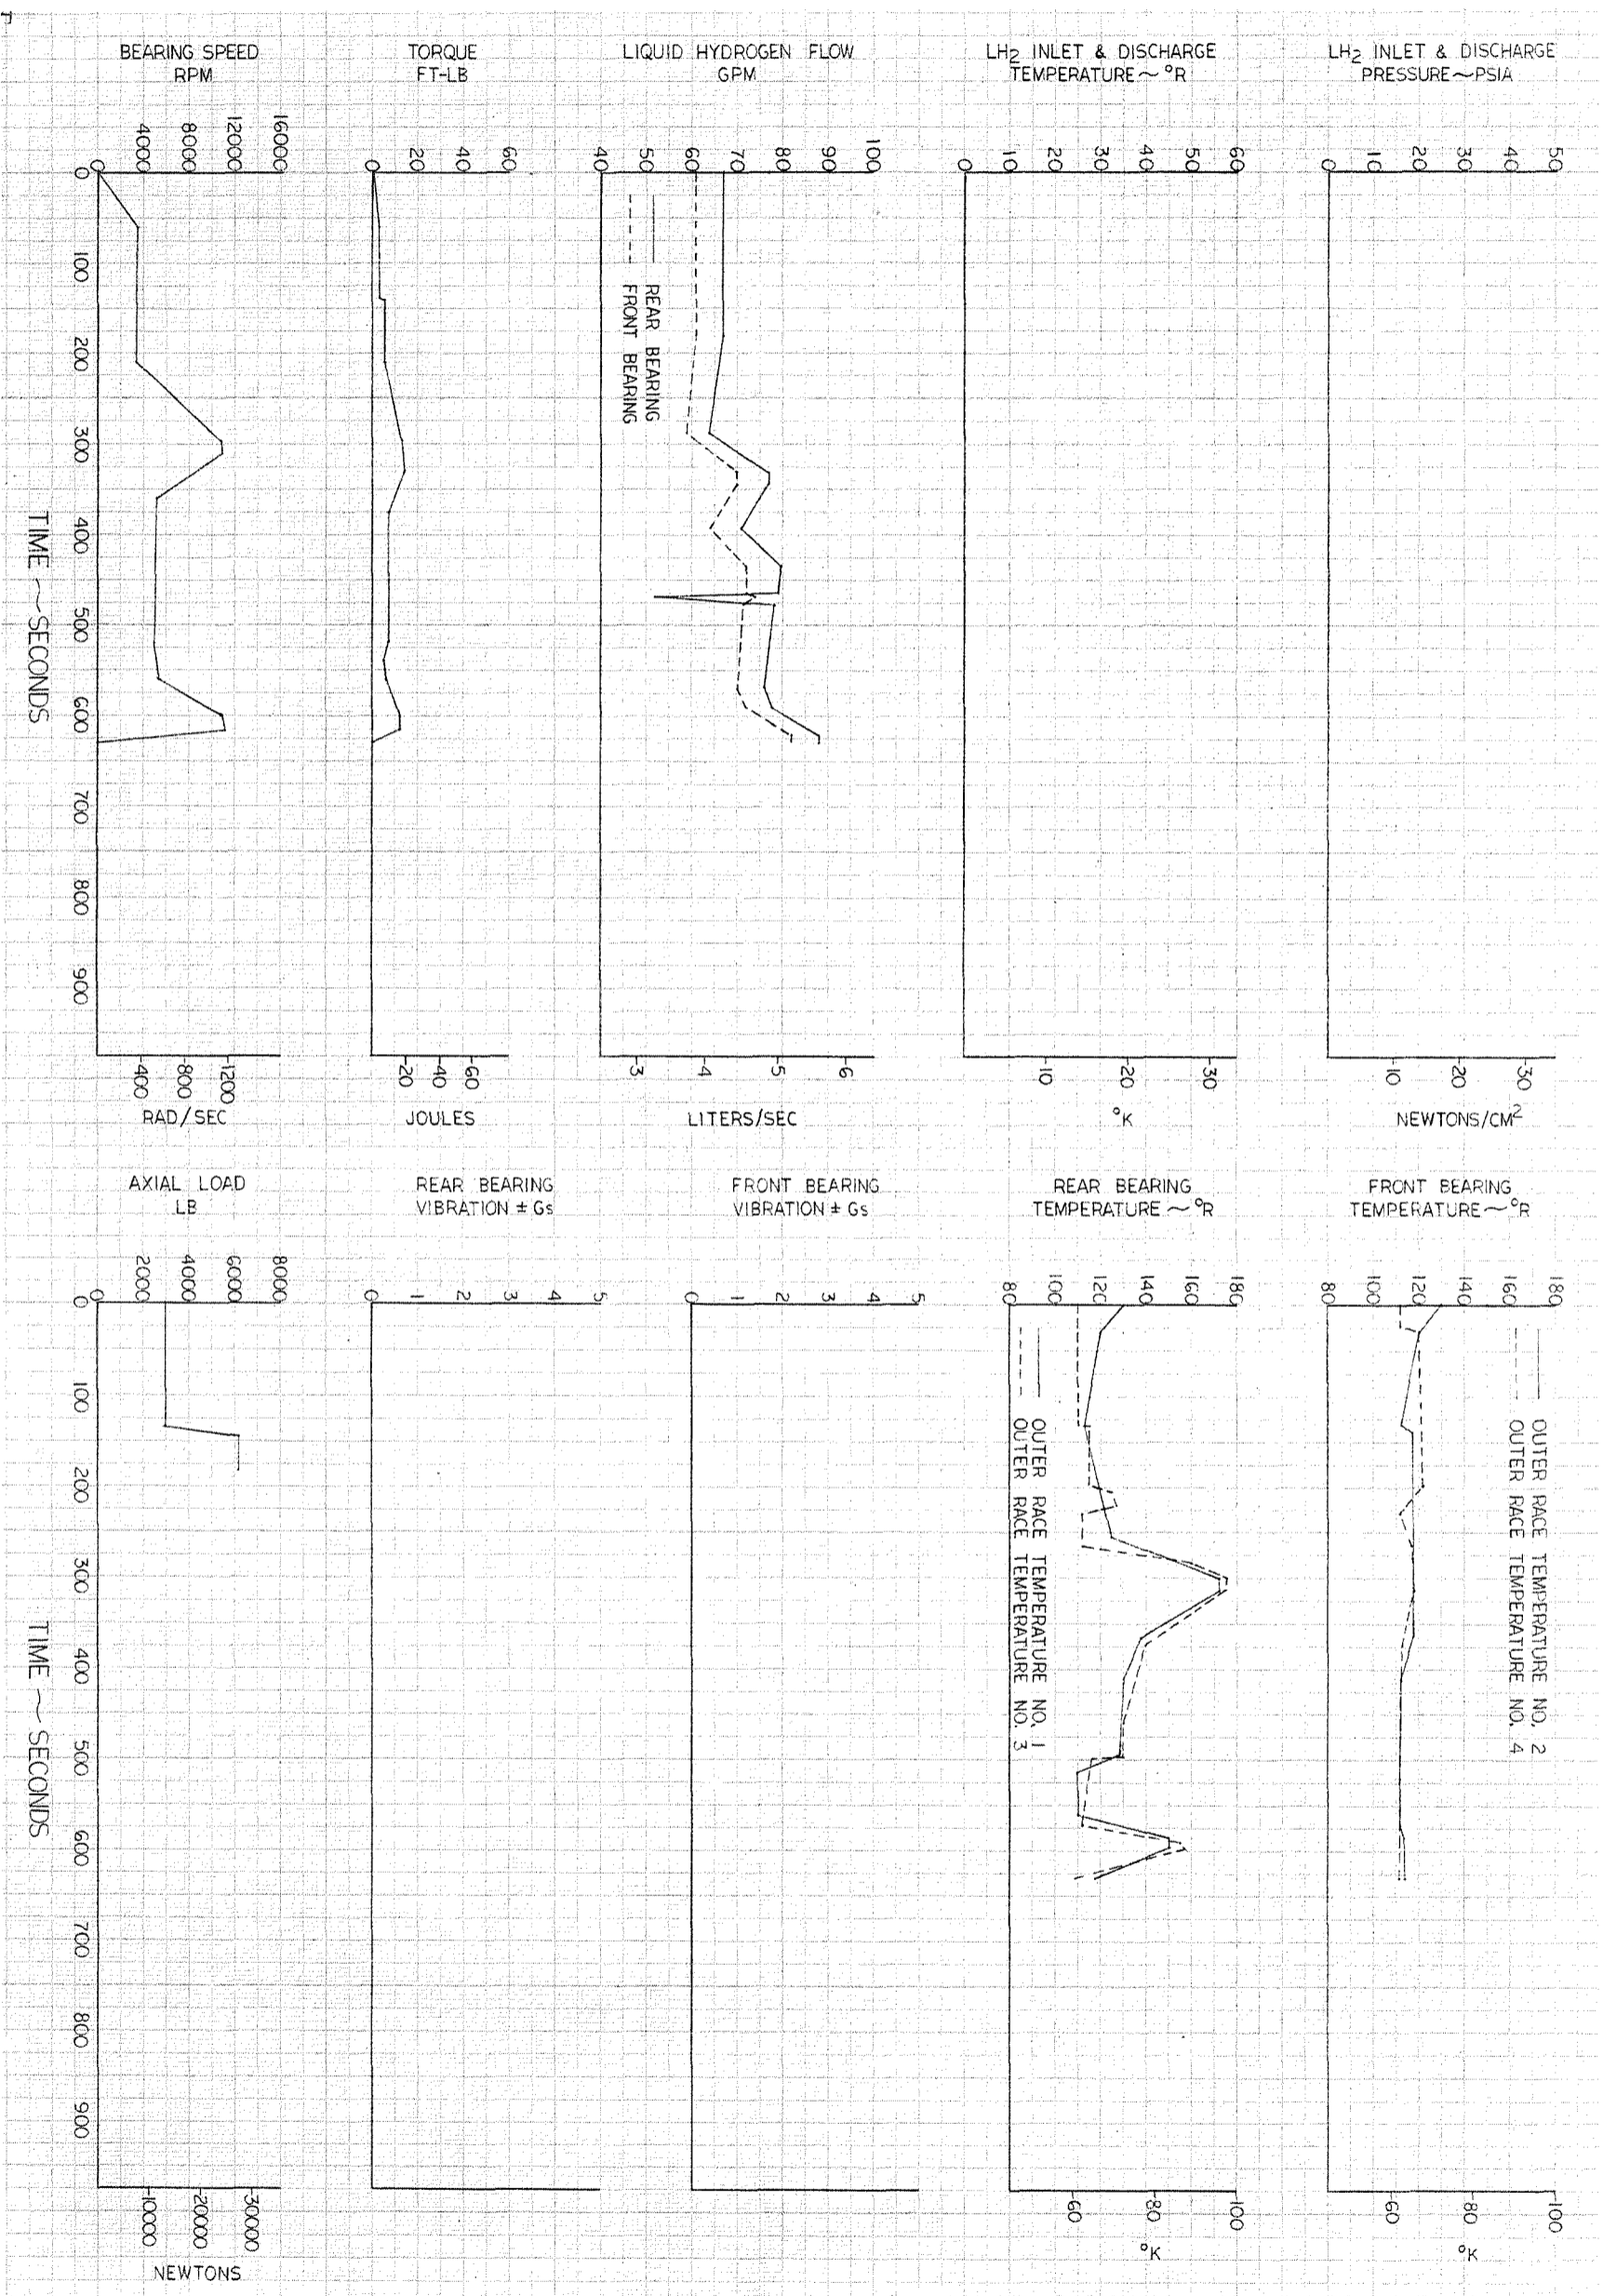 BEARING SPEED
RPM
TORQUE
FT-LB
LIQUID HYDROGEN FLOW
GPM
LH2 INLET & DISCHARGE
TEMPERATURE~°R
LH2 INLET & DISCHARGE
PRESSURE~PSIA
0 4000 8000 12000 16000
0 20 40 60
40 50 60 70 80 90 100
0 10 20 30 40 50 60
0 10 20 30 40 50
REAR BEARING
FRONT BEARING
0 100 200 300 400 500 600 700 800 900
TIME ~ SECONDS
400 800 1200
RAD/SEC
20 40 60
JOULES
3 4 5 6
LITERS/SEC
10 20 30
°K
10 20 30
NEWTONS/CM2
AXIAL LOAD
LB
REAR BEARING
VIBRATION ± Gs
FRONT BEARING
VIBRATION ± Gs
REAR BEARING
TEMPERATURE ~ °R
FRONT BEARING
TEMPERATURE~°R
0 2000 4000 6000 8000
0 1 2 3 4 5
0 1 2 3 4 5
80 100 120 140 160 180
80 100 120 140 160 180
OUTER RACE TEMPERATURE NO. 1
OUTER RACE TEMPERATURE NO. 3
OUTER RACE TEMPERATURE NO. 2
OUTER RACE TEMPERATURE NO. 4
0 100 200 300 400 500 600 700 800 900
TIME ~ SECONDS
10000 20000 30000
NEWTONS
60 80 100
°K
60 80 100
°K